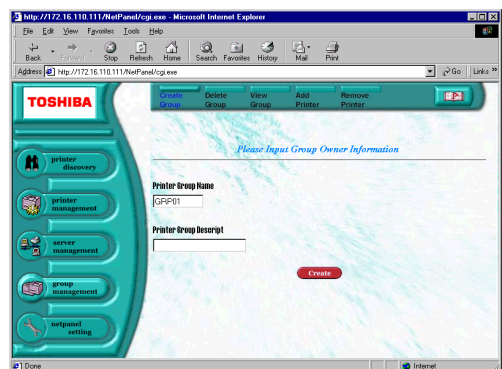 http://172.16.110.111/NetPanel/cgi.exe - Microsoft Internet Explorer
File Edit View Favorites Tools Help
Back Forward Stop Refresh Home Search Favorites History Mail Print
Address http://172.16.110.111/NetPanel/cgi.exe Go Links »
TOSHIBA
Create Group
Delete Group
View Group
Add Printer
Remove Printer
Please Input Group Owner Information
printer discovery
printer management
server management
group management
netpanel setting
Printer Group Name
GRP01
Printer Group Descript
Create
Done Internet